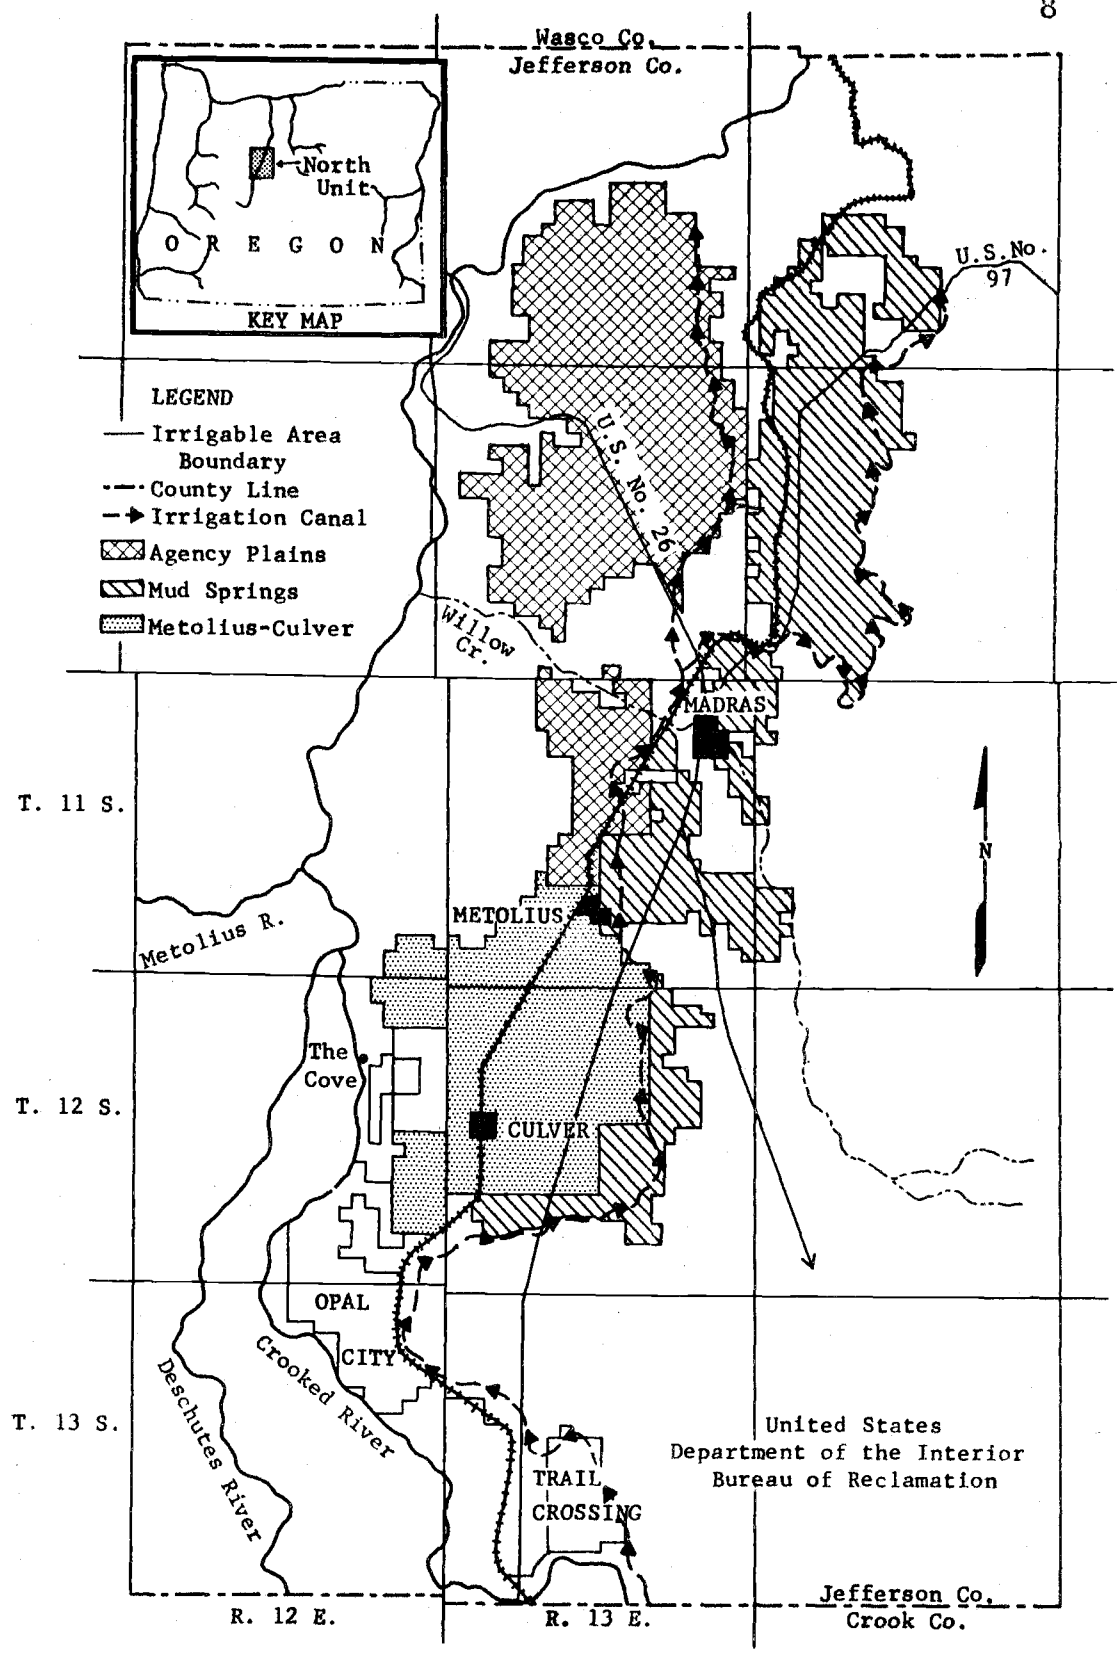 8
Wasco Co.
Jefferson Co.
North
Unit
O R E G O N
KEY MAP
U.S.No.
97
LEGEND
Irrigable Area
Boundary
County Line
Irrigation Canal
Agency Plains
Mud Springs
Metolius-Culver
U.S. No. 26
Willow
Cr.
MADRAS
T. 11 S.
N
METOLIUS
Metolius R.
The
Cove
T. 12 S.
CULVER
OPAL
CITY
Crooked River
Deschutes River
T. 13 S.
United States
Department of the Interior
Bureau of Reclamation
TRAIL
CROSSING
Jefferson Co.
Crook Co.
R. 12 E.
R. 13 E.